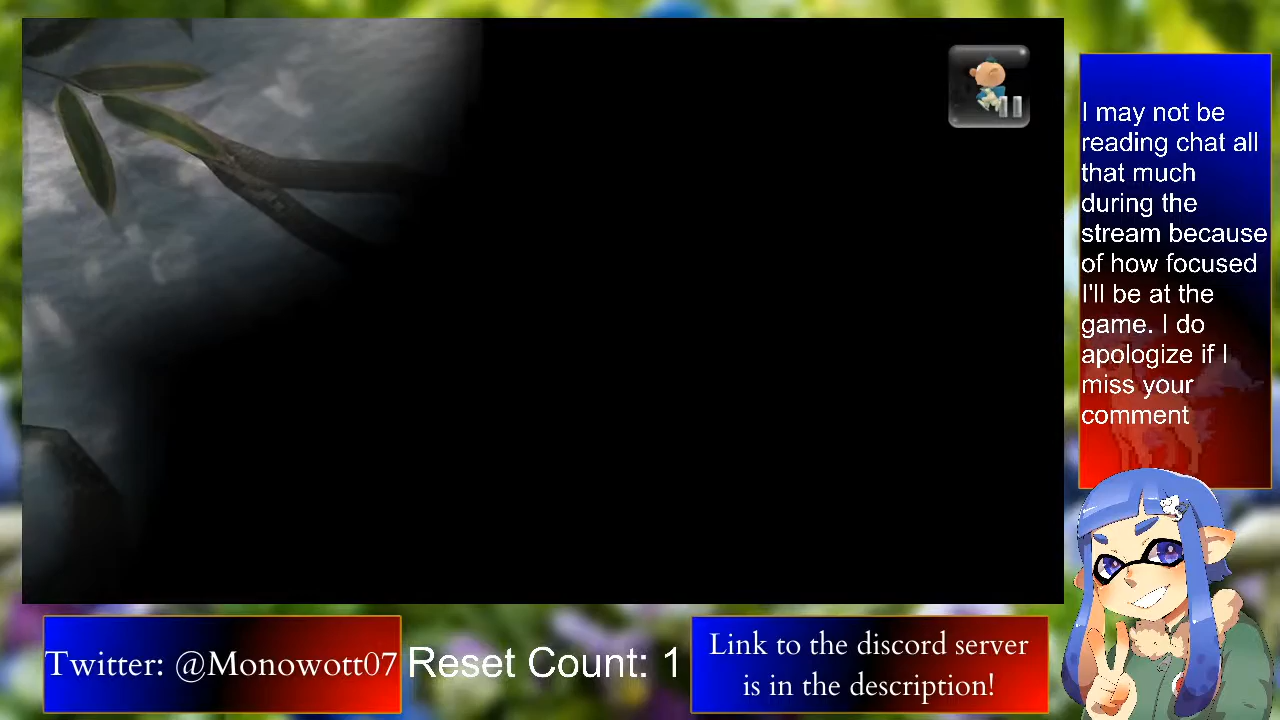 I may not be
reading chat all
that much
during the
stream because
of how focused
I'll be at the
game. I do
apologize if I
miss your
comment
Twitter: @Monowott07
Reset Count: 1
Link to the discord server
is in the description!